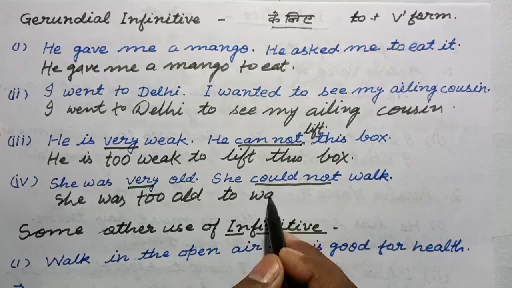 Gerundial Infinitive - के लिए to + V' form.
(i) He gave me a mango. He asked me to eat it.
He gave me a mango to eat.
(ii) I went to Delhi. I wanted to see my ailing cousin.
I went to Delhi to see my ailing cousin.
(iii) He is very weak. He can not lift this box.
He is too weak to lift this box.
(iv) She was very old. She could not walk.
She was too old to wa
Some other use of Infinitive -
(1) Walk in the open air is good for health.